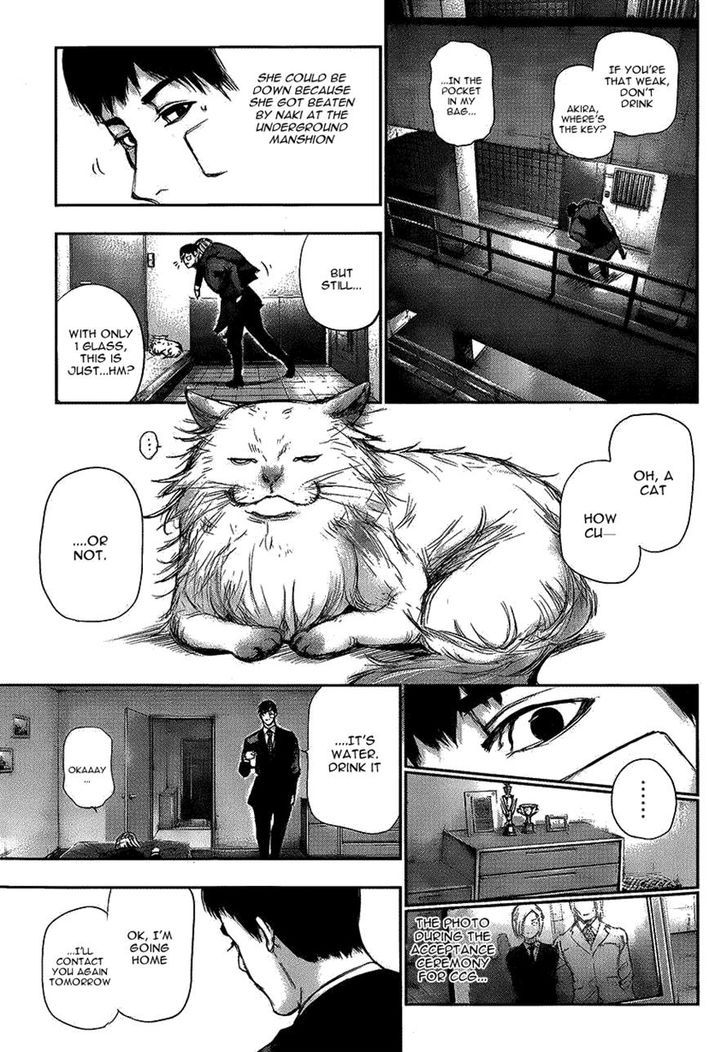 IF YOU'RE
THAT WEAK,
DON'T
DRINK
AKIRA,
WHERE'S
THE KEY?
...IN THE
POCKET
IN MY
BAG...
SHE COULD BE
DOWN BECAUSE
SHE GOT BEATEN
BY NAKI AT THE
UNDERGROUND
MANSHION
BUT
STILL...
WITH ONLY
1 GLASS,
THIS IS
JUST...HM?
OH, A
CAT
HOW
CU—
...
....OR
NOT.
......
THE PHOTO
DURING THE
ACCEPTANCE
CEREMONY
FOR CCG...
....IT'S
WATER.
DRINK IT
OKAAAY
...
OK, I'M
GOING
HOME
...I'LL
CONTACT
YOU AGAIN
TOMORROW